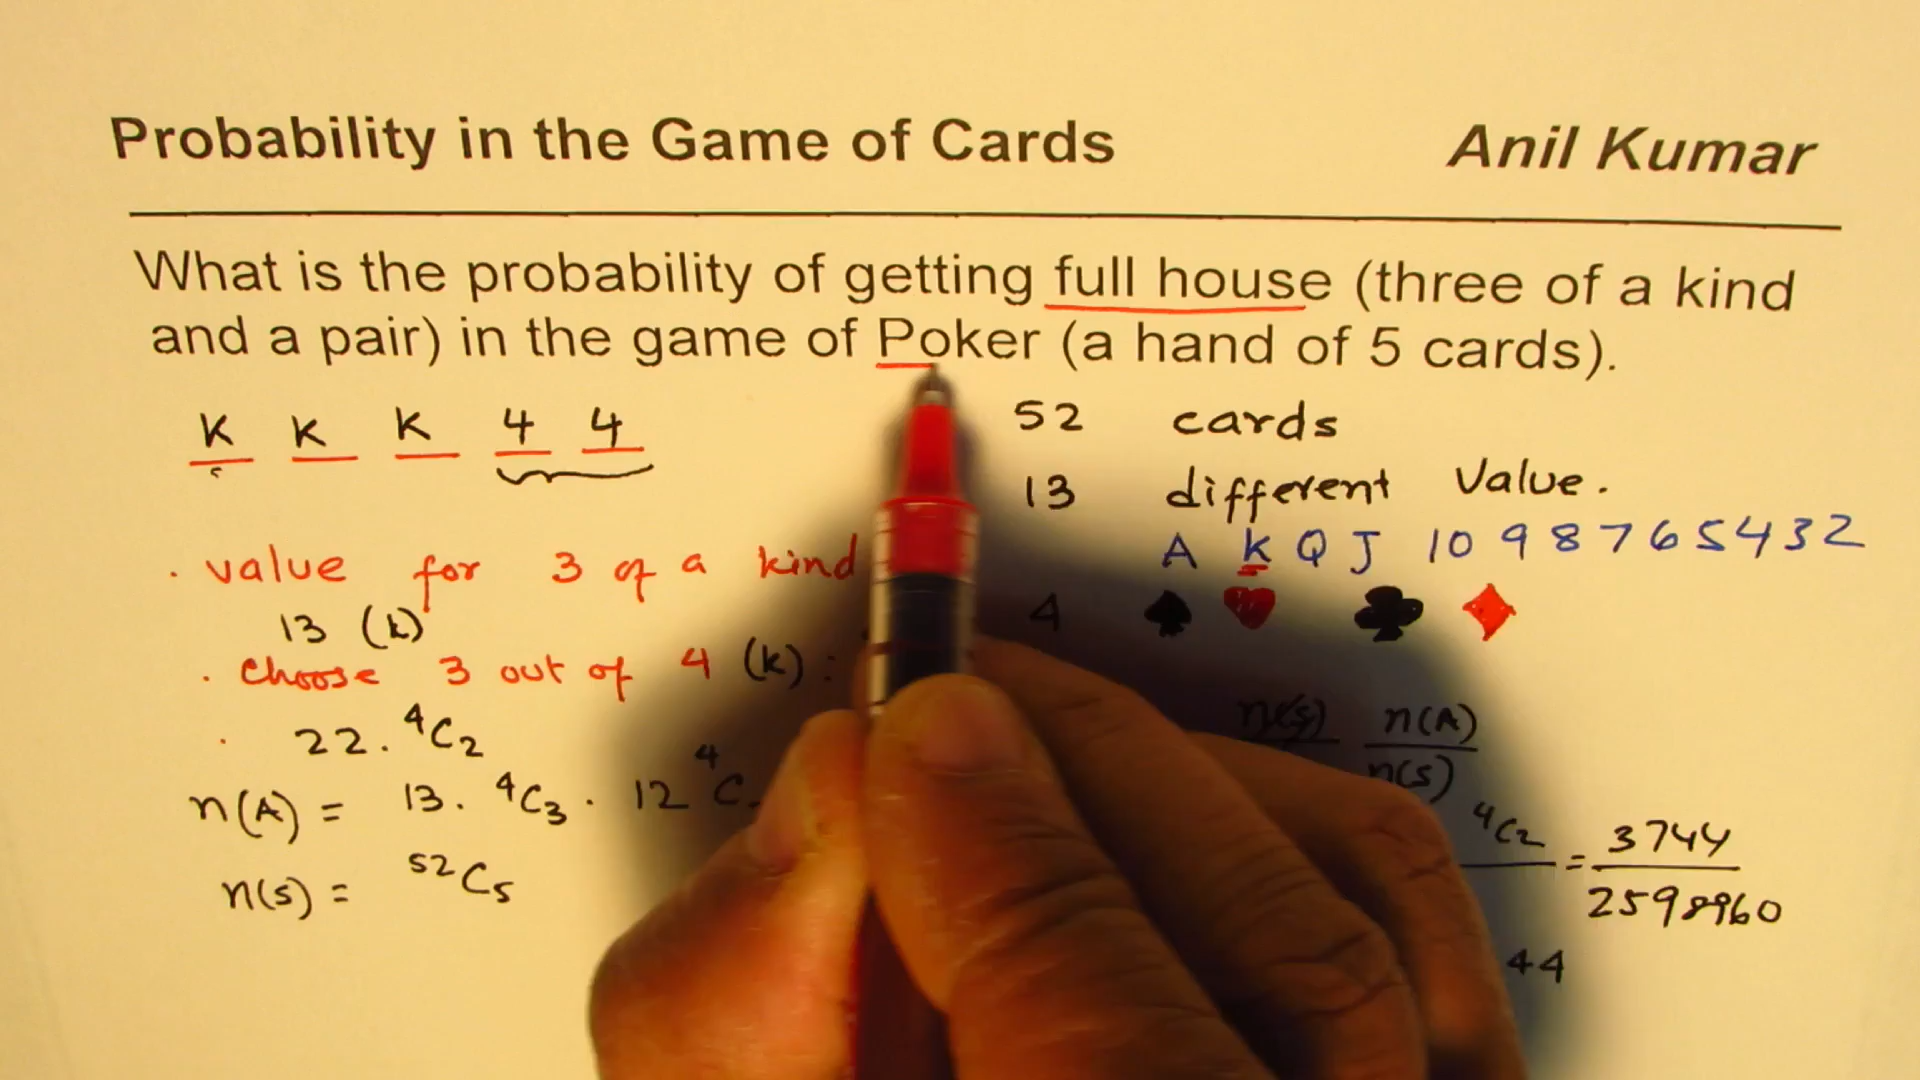 Probability in the Game of Cards Anil Kumar
What is the probability of getting full house (three of a kind
and a pair) in the game of Poker (a hand of 5 cards).
K K K 4 4
52 cards
13 different Value.
A K Q J 10 9 8 7 6 5 4 3 2
4 ♠ ♥ ♣ ♦
. value for 3 of a kind
13 (k)
. Choose 3 out of 4 (k) :
. 22. ⁴C₂
n(A) = 13. ⁴C₃ . 12 ⁴C
n(S) = ⁵²C₅
n(S) n(A)
n(S)
⁴C₂ = 3744
2598960
44